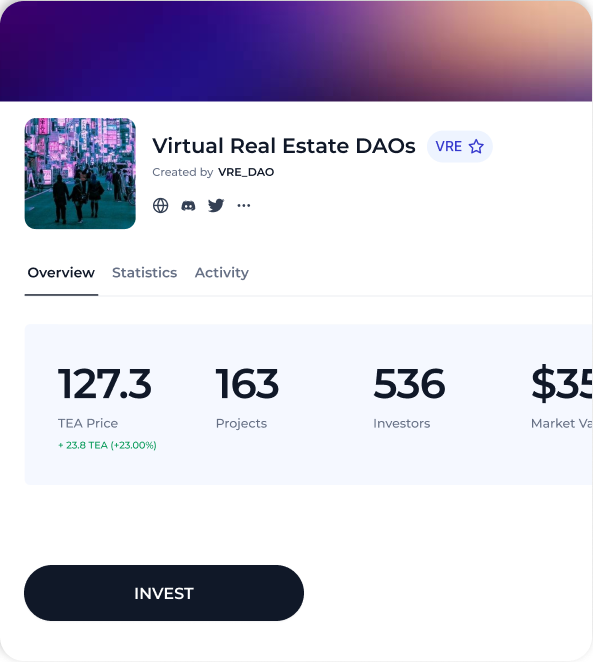 Virtual Real Estate DAOs VRE
Created by VRE_DAO
Overview Statistics Activity
127.3 163 536 $35
TEA Price Projects Investors Market Va
+ 23.8 TEA (+23.00%)
INVEST